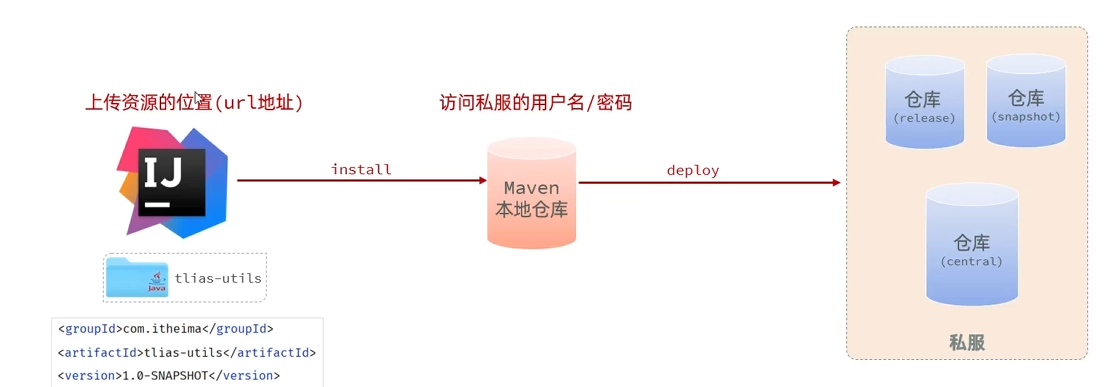 上传资源的位置(url地址)
访问私服的用户名/密码
仓库
(release)
仓库
(snapshot)
IJ
install
Maven
本地仓库
deploy
仓库
(central)
Java
tlias-utils
<groupId>com.itheima</groupId>
<artifactId>tlias-utils</artifactId>
<version>1.0-SNAPSHOT</version>
私服